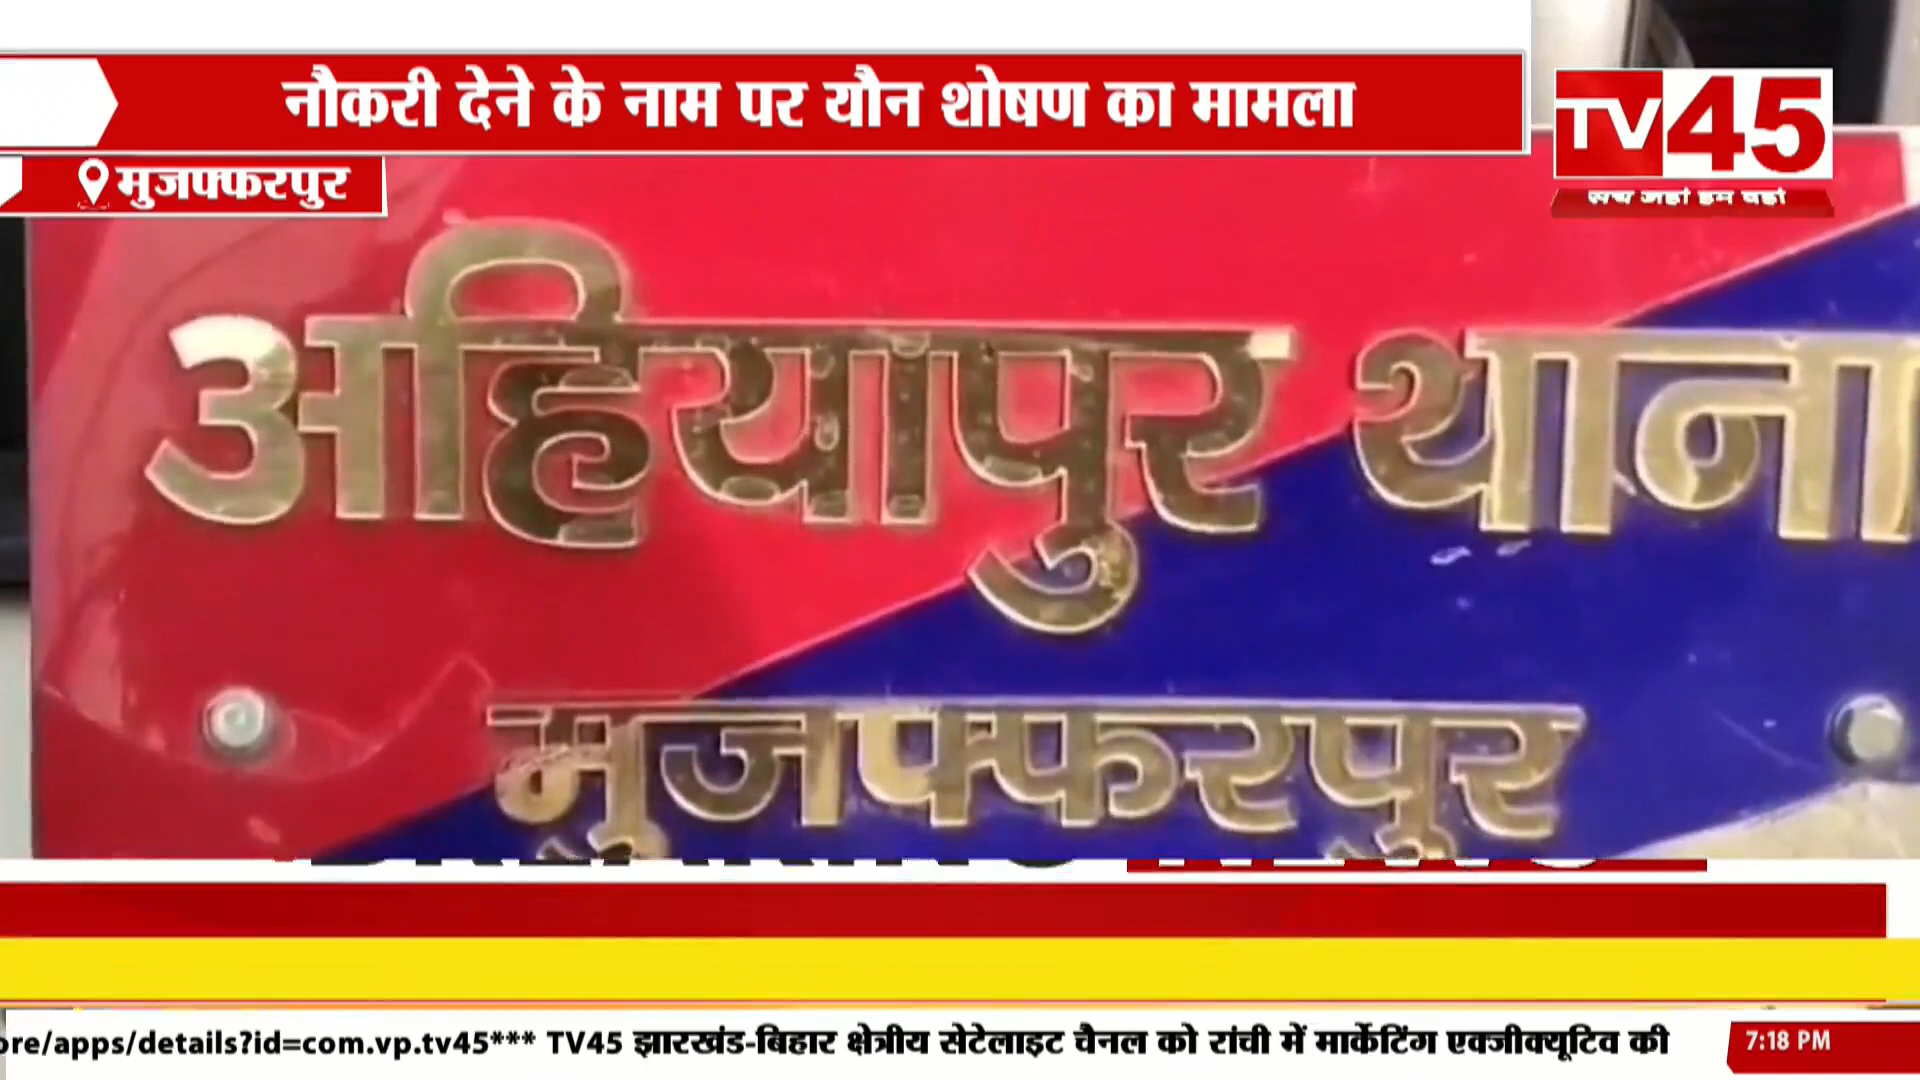 नौकरी देने के नाम पर यौन शोषण का मामला
TV45
सच जहां हम वहां
मुजफ्फरपुर
अहियापुर थाना
मुजफ्फरपुर
ore/apps/details?id=com.vp.tv45*** TV45 झारखंड-बिहार क्षेत्रीय सेटेलाइट चैनल को रांची में मार्केटिंग एक्जीक्यूटिव की
7:18 PM